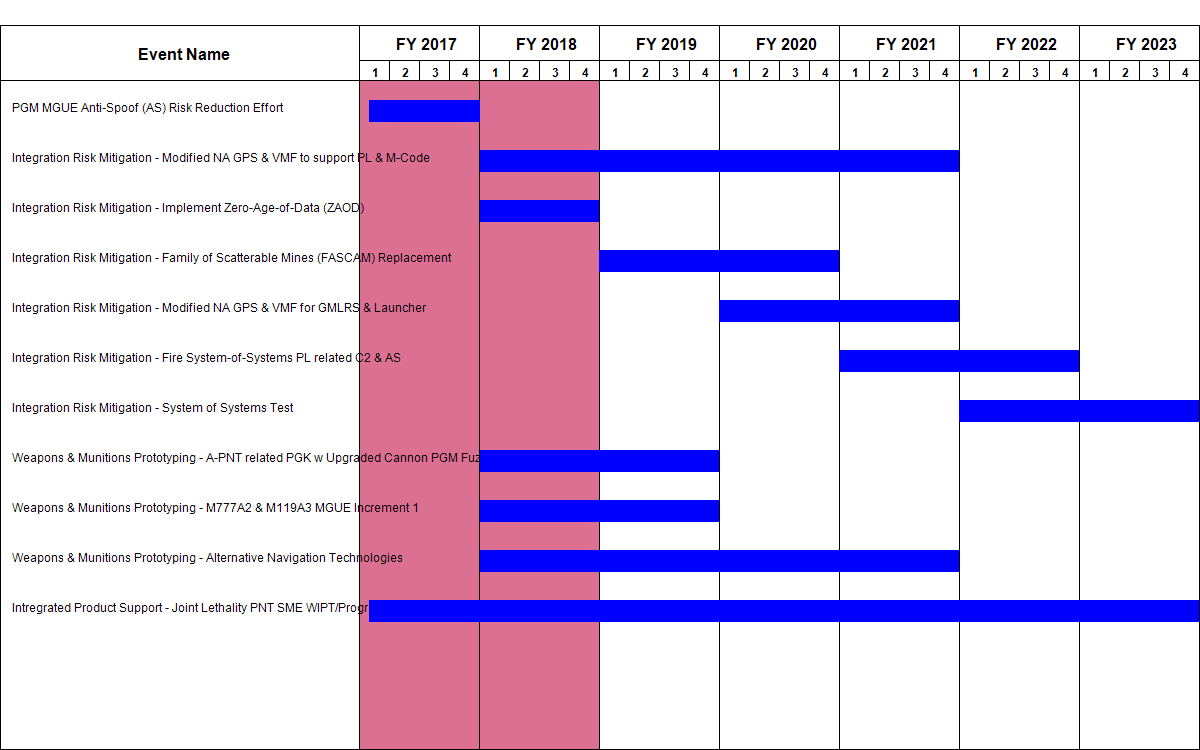 Event Name
FY 2017 FY 2018 FY 2019 FY 2020 FY 2021 FY 2022 FY 2023
1 2 3 4 1 2 3 4 1 2 3 4 1 2 3 4 1 2 3 4 1 2 3 4 1 2 3 4
PGM MGUE Anti-Spoof (AS) Risk Reduction Effort
Integration Risk Mitigation - Modified NA GPS & VMF to support PL & M-Code
Integration Risk Mitigation - Implement Zero-Age-of-Data (ZAOD)
Integration Risk Mitigation - Family of Scatterable Mines (FASCAM) Replacement
Integration Risk Mitigation - Modified NA GPS & VMF for GMLRS & Launcher
Integration Risk Mitigation - Fire System-of-Systems PL related C2 & AS
Integration Risk Mitigation - System of Systems Test
Weapons & Munitions Prototyping - A-PNT related PGK w Upgraded Cannon PGM Fuz
Weapons & Munitions Prototyping - M777A2 & M119A3 MGUE Increment 1
Weapons & Munitions Prototyping - Alternative Navigation Technologies
Intregrated Product Support - Joint Lethality PNT SME WIPT/Progr